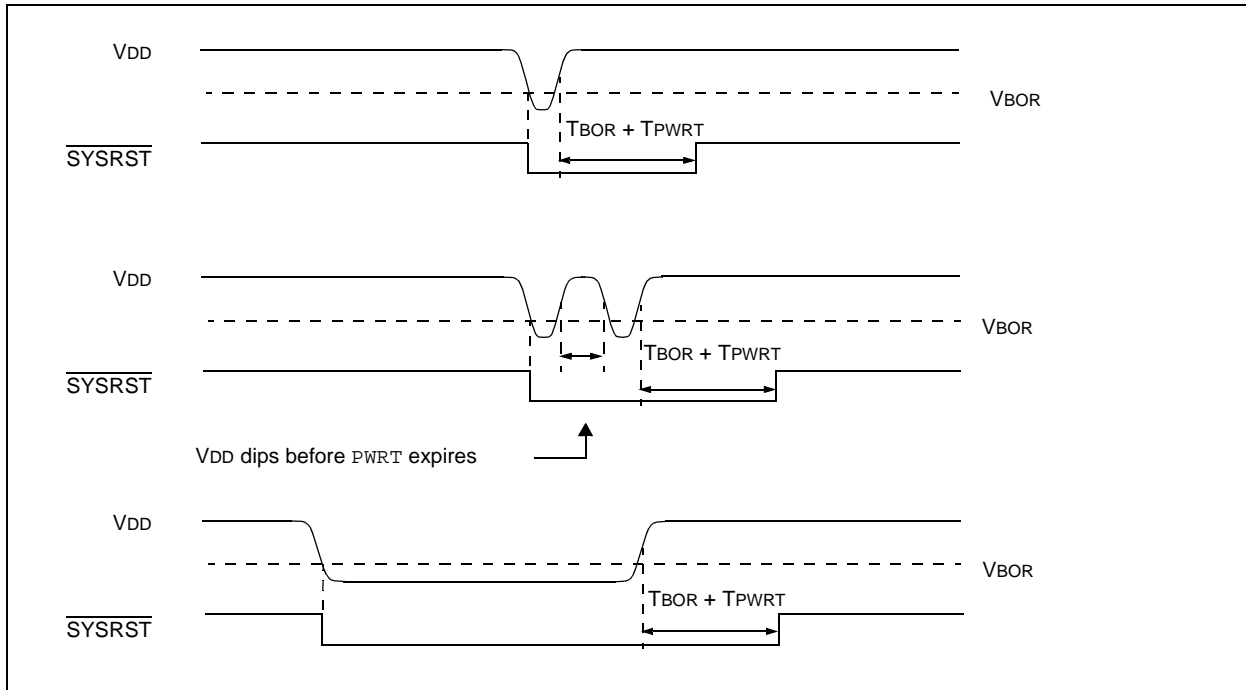 VDD
VBOR
TBOR + TPWRT
SYSRST
VDD
VBOR
TBOR + TPWRT
SYSRST
VDD dips before PWRT expires
VDD
VBOR
TBOR + TPWRT
SYSRST